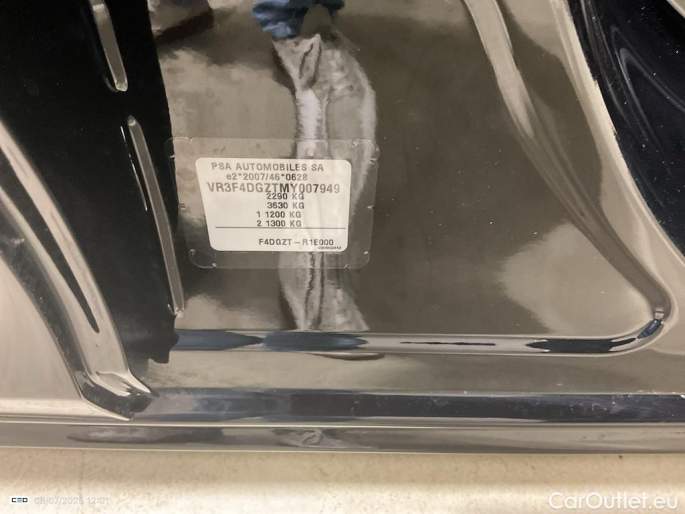 PSA AUTOMOBILES SA
e2*2007/46*0628
VR3F4DGZTMY007949
2290 KG
3630 KG
1 1200 KG
2 1300 KG
F4DGZT-R1E000
CarOutlet.eu